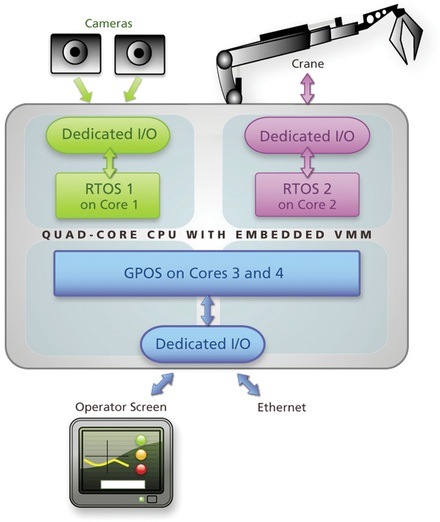 Cameras
Crane
Dedicated I/O
Dedicated I/O
RTOS 1
on Core 1
RTOS 2
on Core 2
QUAD-CORE CPU WITH EMBEDDED VMM
GPOS on Cores 3 and 4
Dedicated I/O
Operator Screen
Ethernet